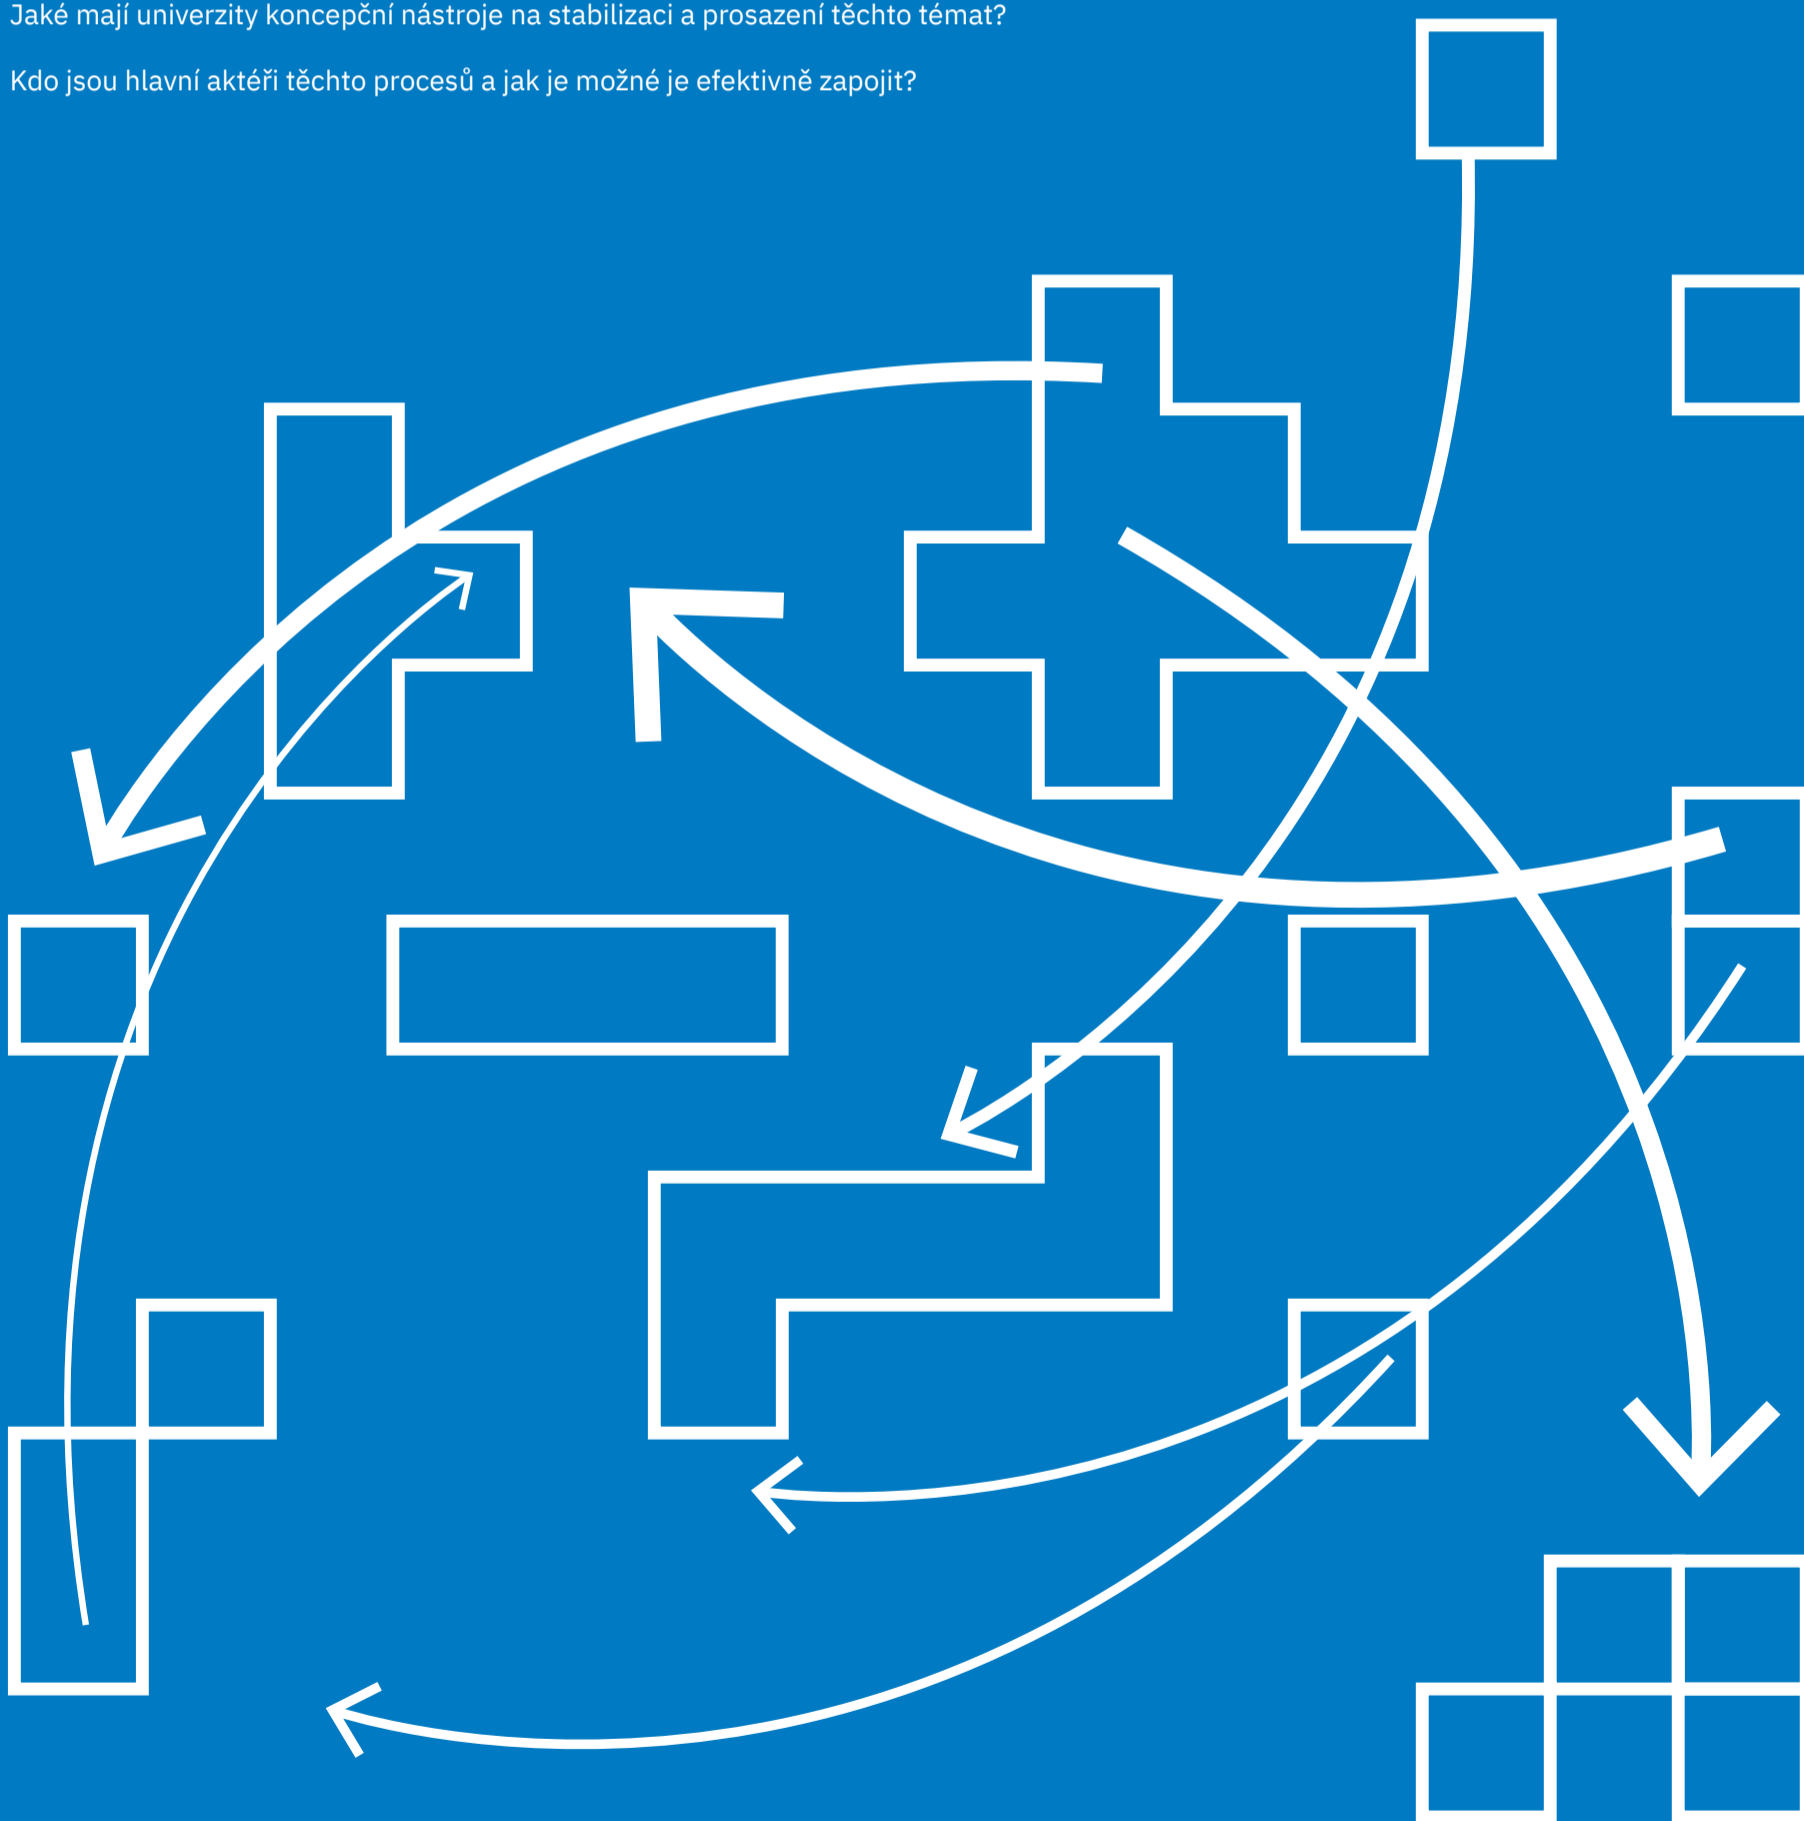 Jaké mají univerzity koncepční nástroje na stabilizaci a prosazení těchto témat?
Kdo jsou hlavní aktéři těchto procesů a jak je možné je efektivně zapojit?